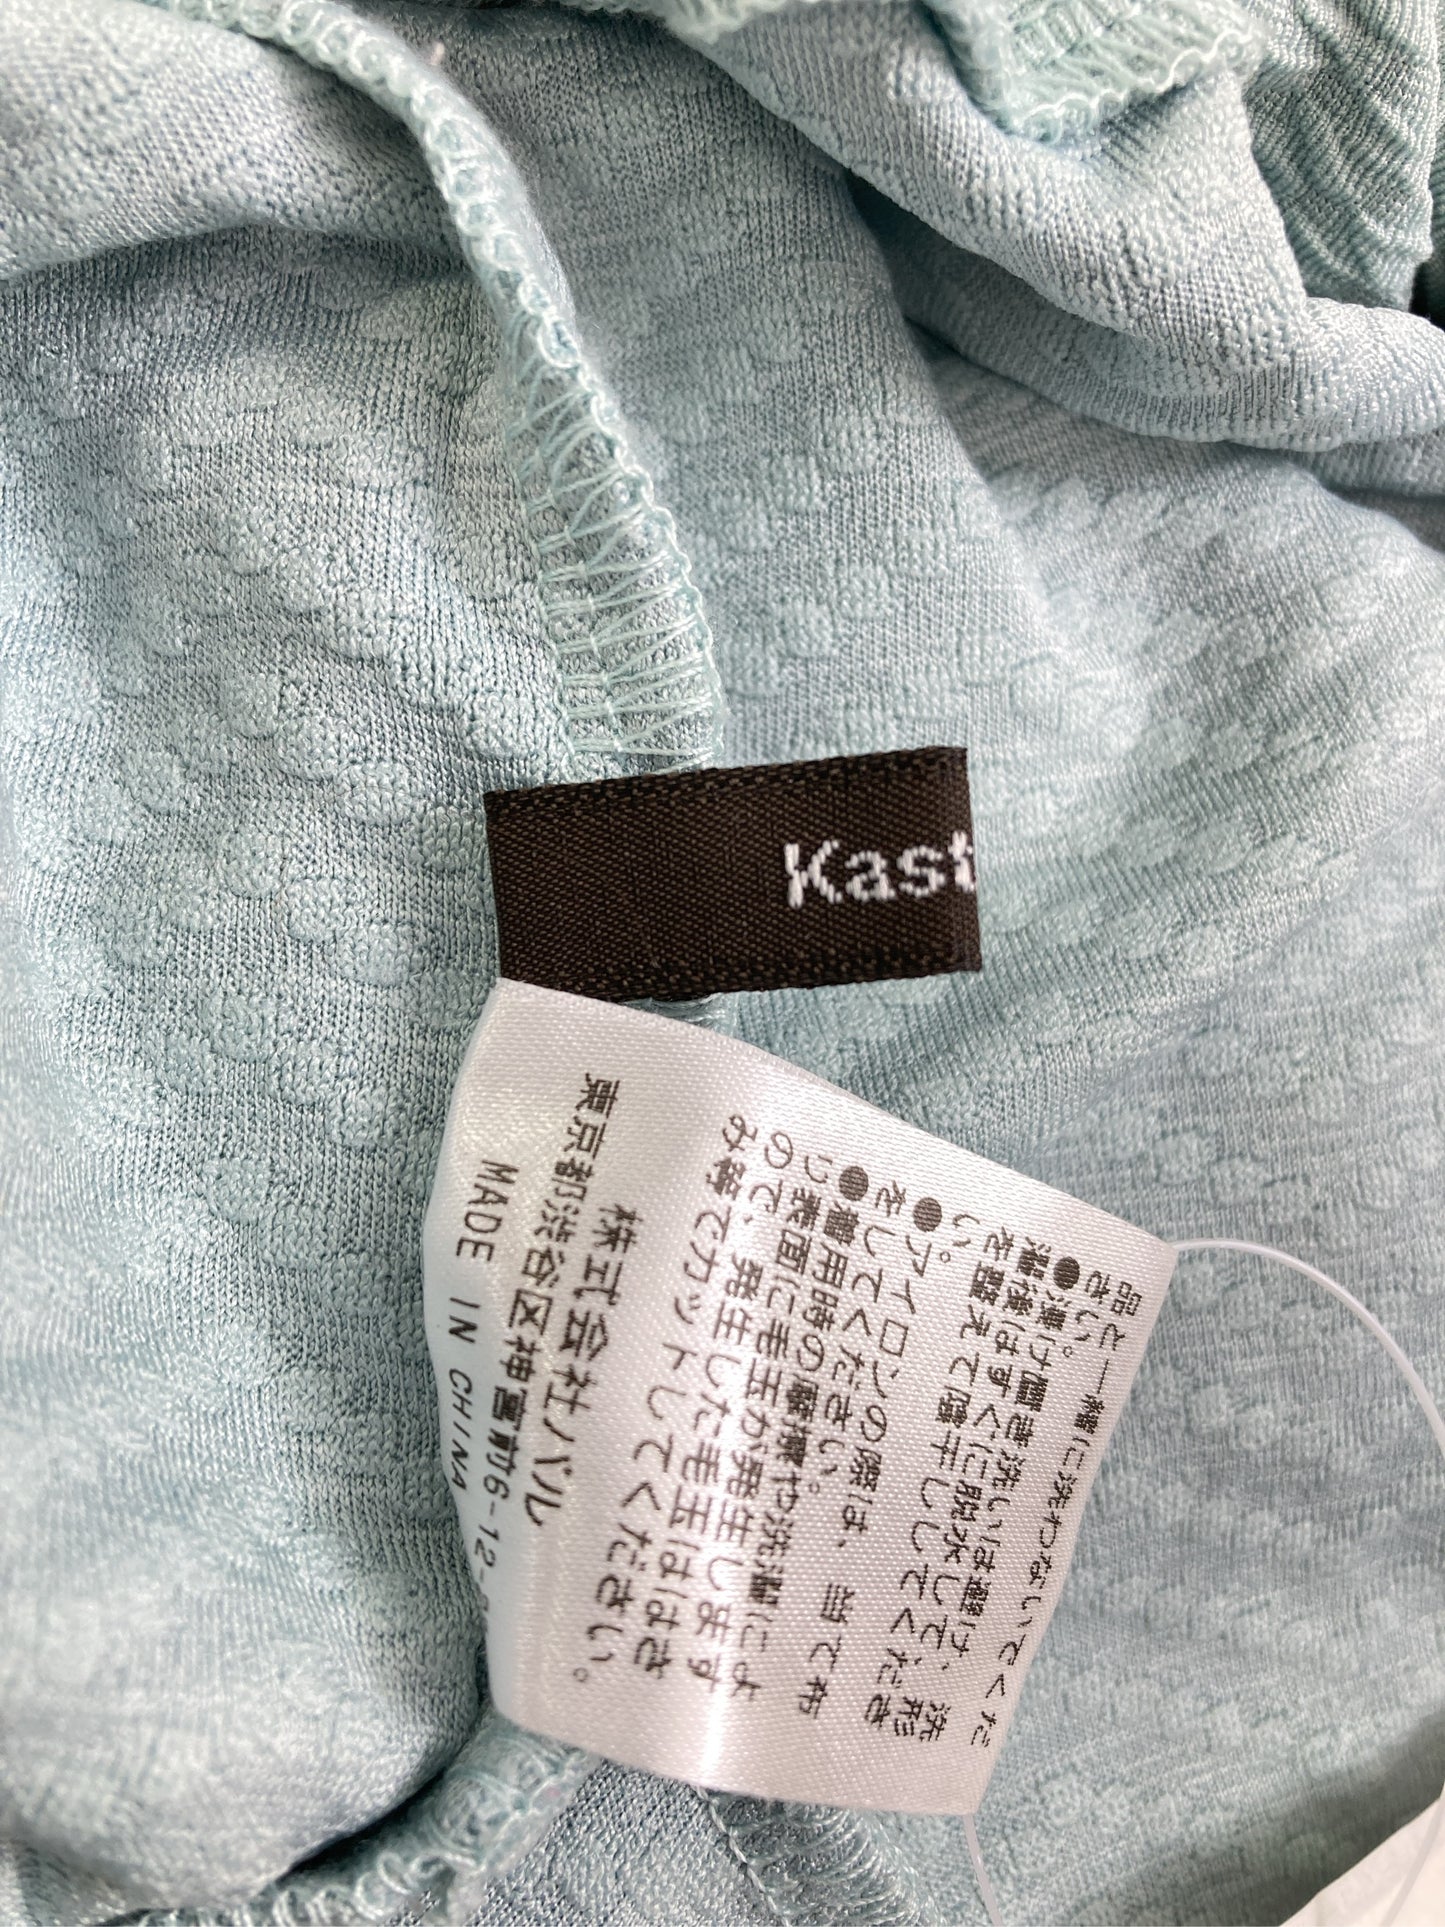 Kast
品と一緒に洗わないでくだ
さい。
●漬け置き洗いは避け、洗
濯後はすぐに脱水して、形
を整えて陰干ししてくださ
い。
●アイロンの際は、当て布
をしてください。
●着用時の摩擦や洗濯によ
り表面に毛玉が発生します
ので、発生した毛玉ははさ
み等でカットしてください。
株式会社ノバル
東京都渋谷区神宮前6-12-
MADE IN CHINA